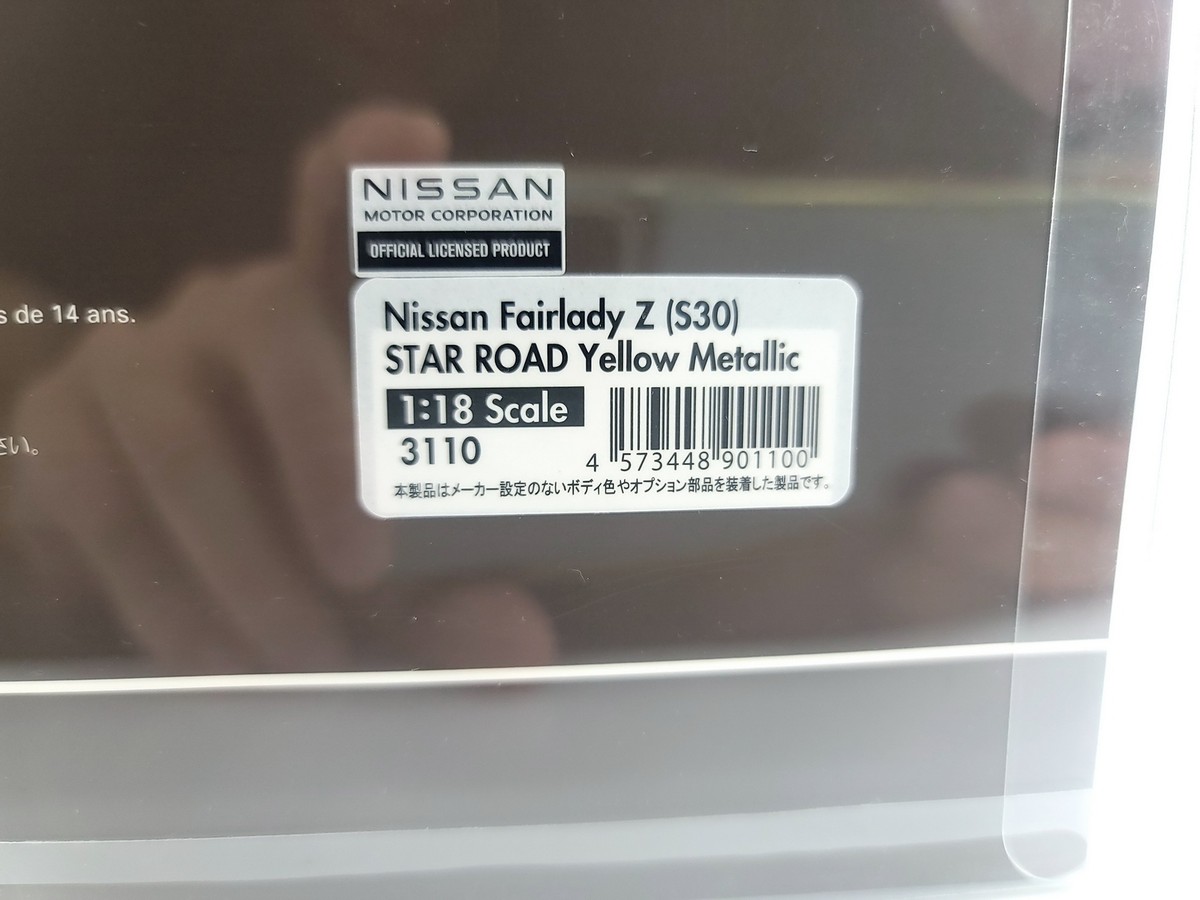 NISSAN
MOTOR CORPORATION
OFFICIAL LICENSED PRODUCT
s de 14 ans.
Nissan Fairlady Z (S30)
STAR ROAD Yellow Metallic
1:18 Scale
3110
4 573448 901100
さい。
本製品はメーカー設定のないボディ色やオプション部品を装着した製品です。